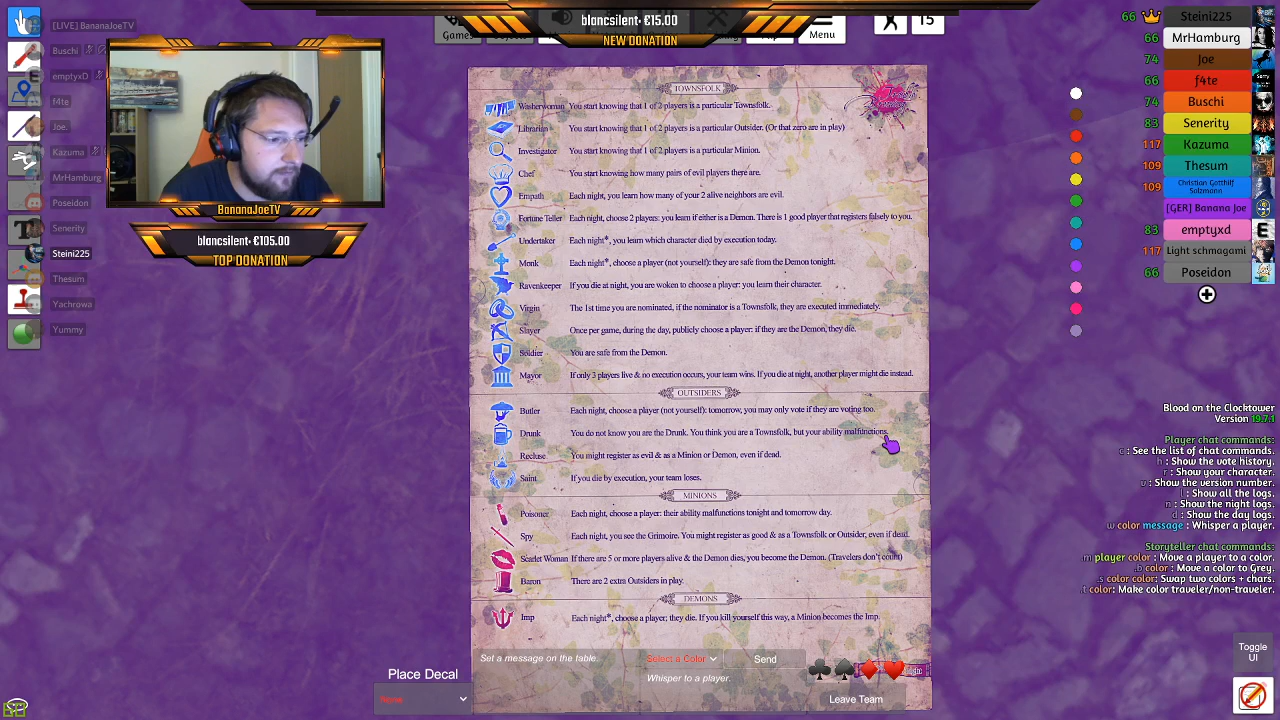 blancsilent• €15.00
NEW DONATION
Games
Menu
15
[LIVE] BananaJoeTV
Buschi
emptyxD
f4te
Joe.
Kazuma
MrHamburg
Poseidon
Serenity
Steini225
Thesum
Yachrowa
Yummy
BananaJoeTV
blancsilent• €105.00
TOP DONATION
66 Steini225
66 MrHamburg
74 Joe
66 f4te
74 Buschi
83 Senerity
117 Kazuma
109 Thesum
109 Christian Gotthilf Salzmann
[GER] Banana Joe
83 emptyxd
117 Light schmagami
66 Poseidon
TOWNSFOLK
Washerwoman You start knowing that 1 of 2 players is a particular Townsfolk.
Librarian You start knowing that 1 of 2 players is a particular Outsider. (Or that zero are in play)
Investigator You start knowing that 1 of 2 players is a particular Minion.
Chef You start knowing how many pairs of evil players there are.
Empath Each night, you learn how many of your 2 alive neighbors are evil.
Fortune Teller Each night, choose 2 players: you learn if either is a Demon. There is 1 good player that registers falsely to you.
Undertaker Each night*, you learn which character died by execution today.
Monk Each night*, choose a player (not yourself): they are safe from the Demon tonight.
Ravenkeeper If you die at night, you are woken to choose a player: you learn their character.
Virgin The 1st time you are nominated, if the nominator is a Townsfolk, they are executed immediately.
Slayer Once per game, during the day, publicly choose a player: if they are the Demon, they die.
Soldier You are safe from the Demon.
Mayor If only 3 players live & no execution occurs, your team wins. If you die at night, another player might die instead.
OUTSIDERS
Butler Each night, choose a player (not yourself): tomorrow, you may only vote if they are voting too.
Drunk You do not know you are the Drunk. You think you are a Townsfolk, but your ability malfunctions.
Recluse You might register as evil & as a Minion or Demon, even if dead.
Saint If you die by execution, your team loses.
MINIONS
Poisoner Each night, choose a player: their ability malfunctions tonight and tomorrow day.
Spy Each night, you see the Grimoire. You might register as good & as a Townsfolk or Outsider, even if dead.
Scarlet Woman If there are 5 or more players alive & the Demon dies, you become the Demon. (Travelers don't count)
Baron There are 2 extra Outsiders in play.
DEMONS
Imp Each night*, choose a player; they die. If you kill yourself this way, a Minion becomes the Imp.
Set a message on the table..
Select a Color
Send
Whisper to a player.
Leave Team
Place Decal
None
Blood on the Clocktower
Version 19.7.1
Player chat commands:
c : See the list of chat commands.
h : Show the vote history.
r : Show your character.
v : Show the version number.
l : Show all the logs.
n : Show the night logs.
d : Show the day logs.
w color message : Whisper a player.
Storyteller chat commands:
m player color : Move a player to a color.
b color : Move a color to Grey.
s color color: Swap two colors + chars.
t color: Make color traveler/non-traveler.
Toggle
UI